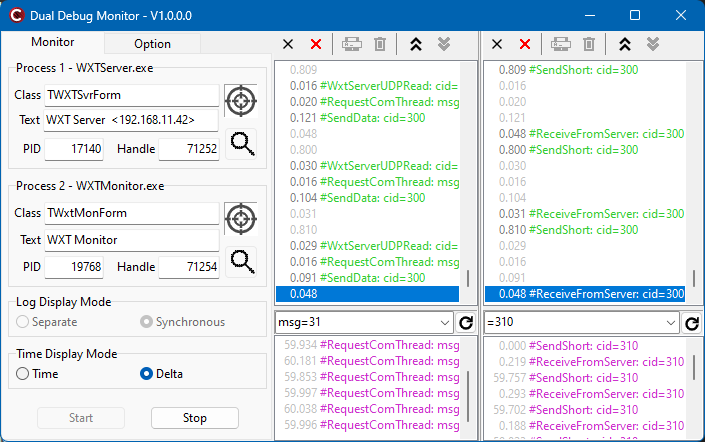 Dual Debug Monitor - V1.0.0.0
Monitor
Option
Process 1 - WXTServer.exe
Class TWXTSvrForm
Text WXT Server <192.168.11.42>
PID 17140 Handle 71252
Process 2 - WXTMonitor.exe
Class TWxtMonForm
Text WXT Monitor
PID 19768 Handle 71254
Log Display Mode
Separate Synchronous
Time Display Mode
Time Delta
Start Stop
0.809
0.016 #WxtServerUDPRead: cid=
0.020 #RequestComThread: msg
0.121 #SendData: cid=300
0.048
0.800
0.030 #WxtServerUDPRead: cid=
0.016 #RequestComThread: msg
0.104 #SendData: cid=300
0.031
0.810
0.029 #WxtServerUDPRead: cid=
0.016 #RequestComThread: msg
0.091 #SendData: cid=300
0.048
msg=31
59.934 #RequestComThread: msg
60.181 #RequestComThread: msg
59.853 #RequestComThread: msg
59.997 #RequestComThread: msg
60.038 #RequestComThread: msg
59.996 #RequestComThread: msg
0.809 #SendShort: cid=300
0.016
0.020
0.121
0.048 #ReceiveFromServer: cid=300
0.800 #SendShort: cid=300
0.030
0.016
0.104
0.031 #ReceiveFromServer: cid=300
0.810 #SendShort: cid=300
0.029
0.016
0.091
0.048 #ReceiveFromServer: cid=300
=310
0.000 #SendShort: cid=310
0.219 #ReceiveFromServer: cid=310
59.757 #SendShort: cid=310
0.293 #ReceiveFromServer: cid=310
59.702 #SendShort: cid=310
0.188 #ReceiveFromServer: cid=310